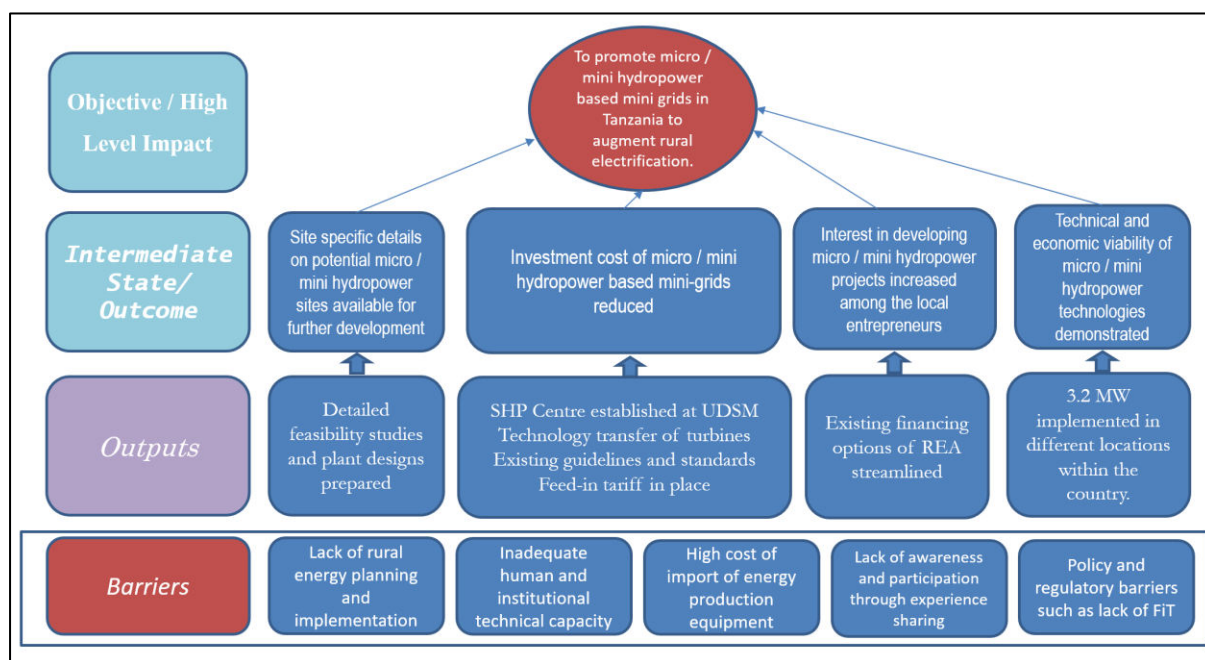 To promote micro /
mini hydropower
based mini grids in
Tanzania to
augment rural
electrification.
Objective / High
Level Impact
Intermediate
State/
Outcome
Site specific details
on potential micro /
mini hydropower
sites available for
further development
Investment cost of micro / mini
hydropower based mini-grids
reduced
Interest in developing
micro / mini hydropower
projects increased
among the local
entrepreneurs
Technical and
economic viability of
micro / mini
hydropower
technologies
demonstrated
Outputs
Detailed
feasibility studies
and plant designs
prepared
SHP Centre established at UDSM
Technology transfer of turbines
Existing guidelines and standards
Feed-in tariff in place
Existing financing
options of REA
streamlined
3.2 MW
implemented in
different locations
within the
country.
Barriers
Lack of rural
energy planning
and
implementation
Inadequate
human and
institutional
technical capacity
High cost of
import of energy
production
equipment
Lack of awareness
and participation
through experience
sharing
Policy and
regulatory barriers
such as lack of FiT